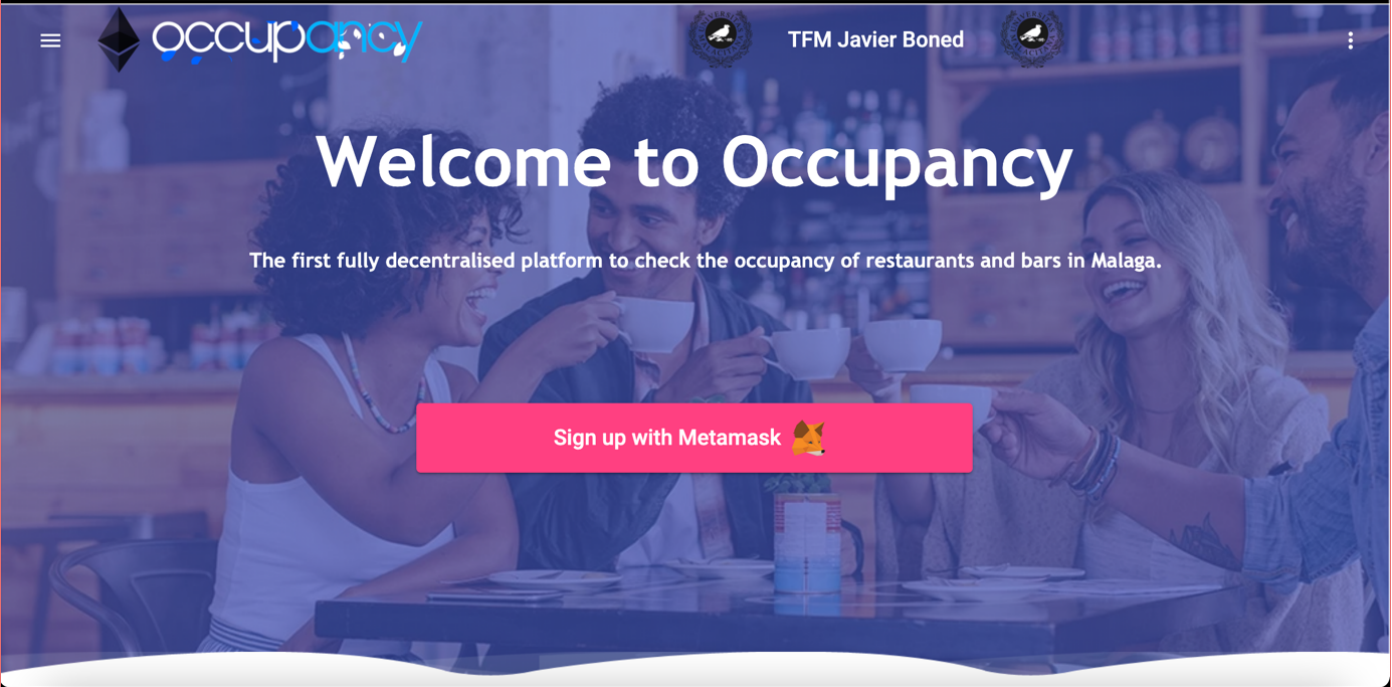 occupancy
TFM Javier Boned
Welcome to Occupancy
The first fully decentralised platform to check the occupancy of restaurants and bars in Malaga.
Sign up with Metamask